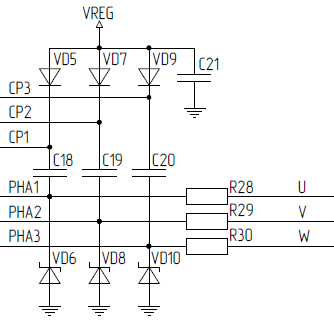 VREG
VD5 VD7 VD9 C21
CP3
CP2
CP1
C18 C19 C20
PHA1 R28 U
PHA2 R29 V
PHA3 R30 W
VD6 VD8 VD10